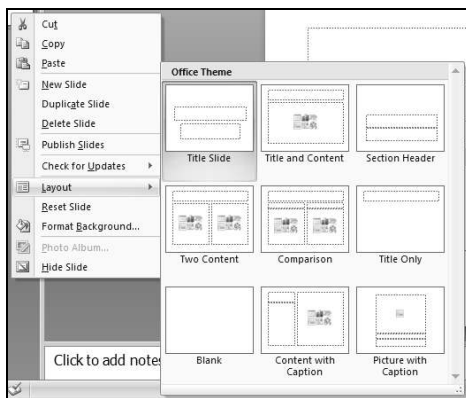 Cut
Copy
Paste
New Slide
Duplicate Slide
Delete Slide
Publish Slides
Check for Updates
Layout
Reset Slide
Format Background...
Photo Album...
Hide Slide
Office Theme
Title Slide
Title and Content
Section Header
Two Content
Comparison
Title Only
Blank
Content with
Caption
Picture with
Caption
Click to add notes